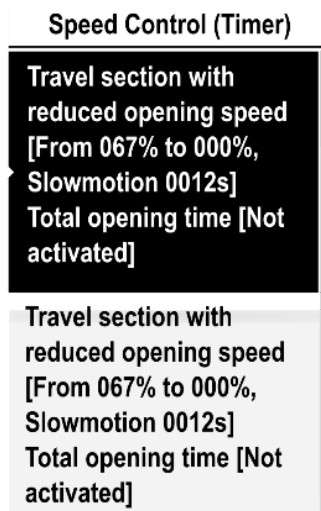 Speed Control (Timer)
Travel section with
reduced opening speed
[From 067% to 000%,
Slowmotion 0012s]
Total opening time [Not
activated]
Travel section with
reduced opening speed
[From 067% to 000%,
Slowmotion 0012s]
Total opening time [Not
activated]